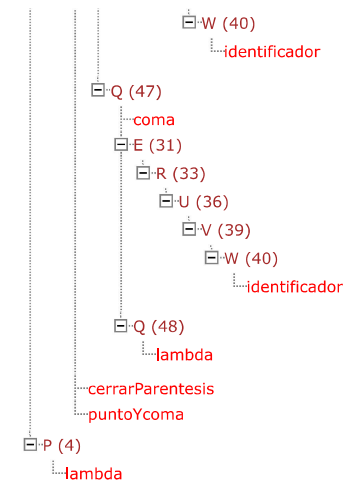 W (40)
identificador
Q (47)
coma
E (31)
R (33)
U (36)
V (39)
W (40)
identificador
Q (48)
lambda
cerrarParentesis
puntoYcoma
P (4)
lambda